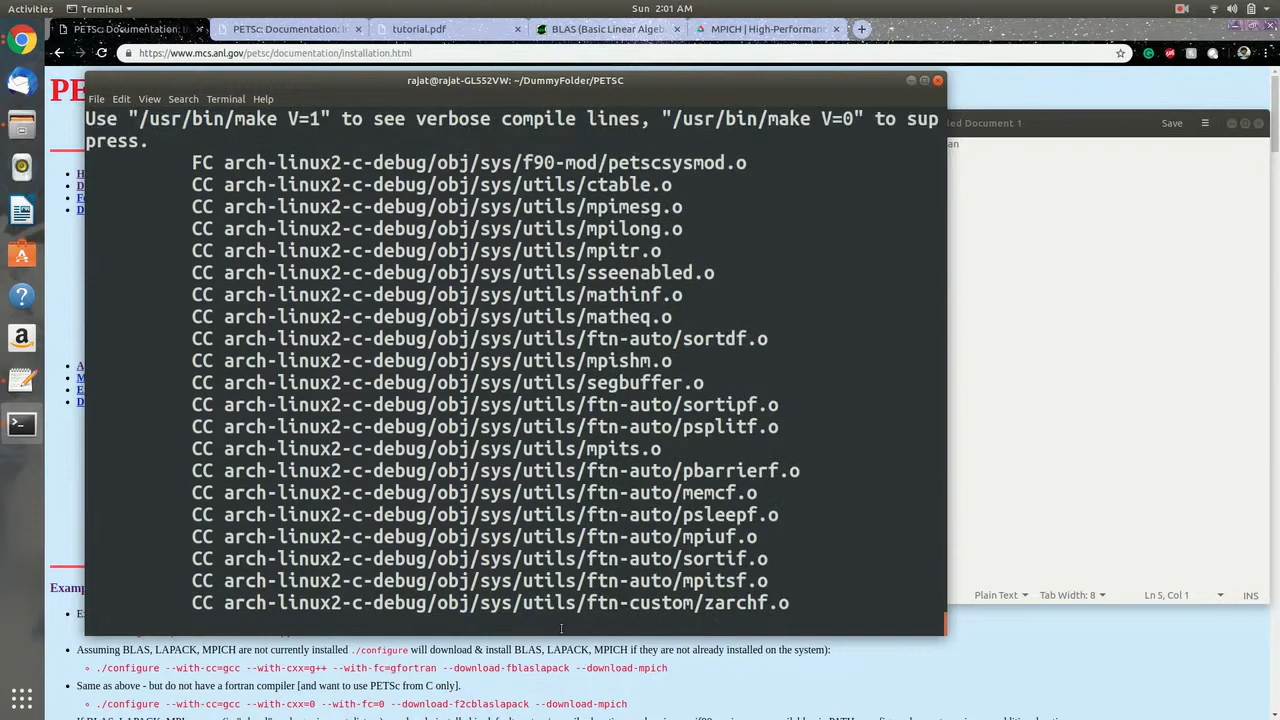 Activities Terminal Sun 2:01 AM
PETSc: Documentation: I PETSc: Documentation: I tutorial.pdf BLAS (Basic Linear Algeb MPICH | High-Performan
https://www.mcs.anl.gov/petsc/documentation/installation.html
rajat@rajat-GL552VW: ~/DummyFolder/PETSC
File Edit View Search Terminal Help
Use "/usr/bin/make V=1" to see verbose compile lines, "/usr/bin/make V=0" to sup
press.
FC arch-linux2-c-debug/obj/sys/f90-mod/petscsysmod.o
CC arch-linux2-c-debug/obj/sys/utils/ctable.o
CC arch-linux2-c-debug/obj/sys/utils/mpimesg.o
CC arch-linux2-c-debug/obj/sys/utils/mpilong.o
CC arch-linux2-c-debug/obj/sys/utils/mpitr.o
CC arch-linux2-c-debug/obj/sys/utils/sseenabled.o
CC arch-linux2-c-debug/obj/sys/utils/mathinf.o
CC arch-linux2-c-debug/obj/sys/utils/matheq.o
CC arch-linux2-c-debug/obj/sys/utils/ftn-auto/sortdf.o
CC arch-linux2-c-debug/obj/sys/utils/mpishm.o
CC arch-linux2-c-debug/obj/sys/utils/segbuffer.o
CC arch-linux2-c-debug/obj/sys/utils/ftn-auto/sortipf.o
CC arch-linux2-c-debug/obj/sys/utils/ftn-auto/psplitf.o
CC arch-linux2-c-debug/obj/sys/utils/mpits.o
CC arch-linux2-c-debug/obj/sys/utils/ftn-auto/pbarrierf.o
CC arch-linux2-c-debug/obj/sys/utils/ftn-auto/memcf.o
CC arch-linux2-c-debug/obj/sys/utils/ftn-auto/psleepf.o
CC arch-linux2-c-debug/obj/sys/utils/ftn-auto/mpiuf.o
CC arch-linux2-c-debug/obj/sys/utils/ftn-auto/sortif.o
CC arch-linux2-c-debug/obj/sys/utils/ftn-auto/mpitsf.o
CC arch-linux2-c-debug/obj/sys/utils/ftn-custom/zarchf.o
led Document 1 Save
an
Plain Text Tab Width: 8 Ln 5, Col 1 INS
PE
Examp
Assuming BLAS, LAPACK, MPICH are not currently installed ./configure will download & install BLAS, LAPACK, MPICH if they are not already installed on the system):
./configure --with-cc=gcc --with-cxx=g++ --with-fc=gfortran --download-fblaslapack --download-mpich
Same as above - but do not have a fortran compiler [and want to use PETSc from C only].
./configure --with-cc=gcc --with-cxx=0 --with-fc=0 --download-f2cblaslapack --download-mpich